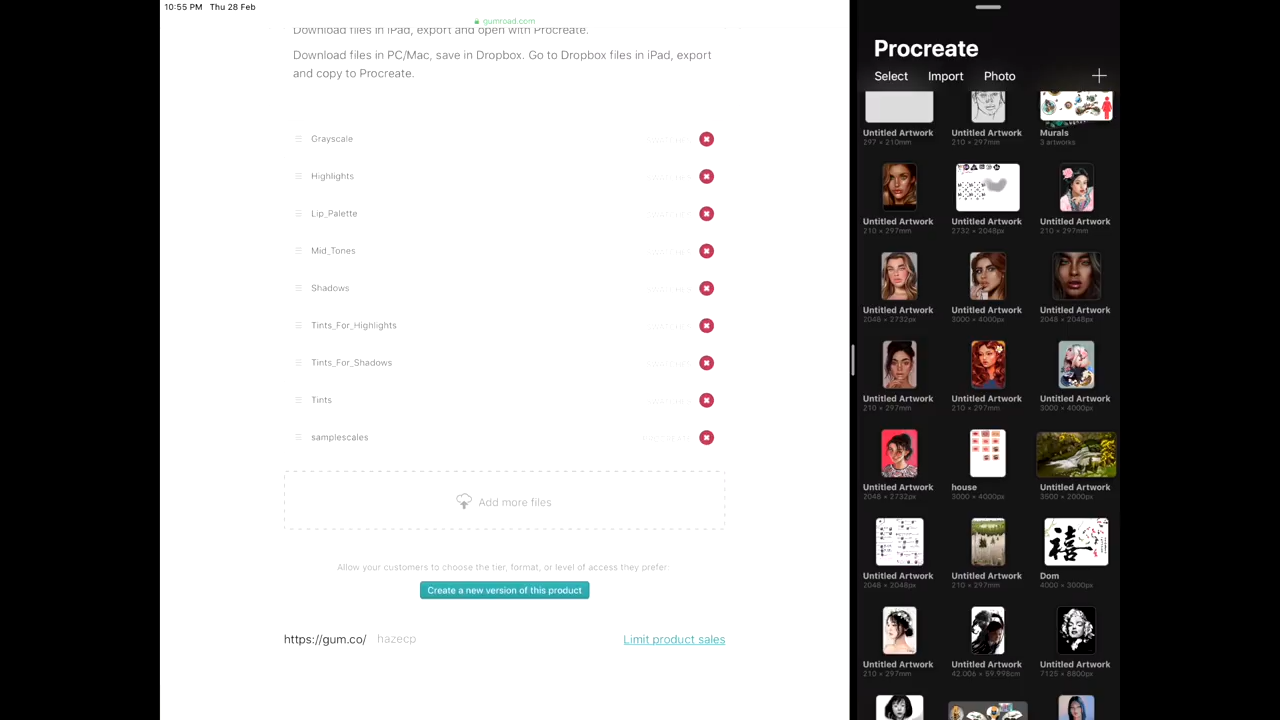 10:55 PM Thu 28 Feb
gumroad.com
Download files in iPad, export and open with Procreate.
Download files in PC/Mac, save in Dropbox. Go to Dropbox files in iPad, export
and copy to Procreate.
Grayscale
Highlights
Lip_Palette
Mid_Tones
Shadows
Tints_For_Highlights
Tints_For_Shadows
Tints
samplescales
Add more files
Allow your customers to choose the tier, format, or level of access they prefer:
Create a new version of this product
https://gum.co/ hazecp
Limit product sales
Procreate
Select Import Photo
Untitled Artwork Untitled Artwork Murals
297 × 210mm 210 × 297mm 3 artworks
Untitled Artwork Untitled Artwork Untitled Artwork
210 × 297mm 2732 × 2048px 210 × 297mm
Untitled Artwork Untitled Artwork Untitled Artwork
2048 × 2732px 3000 × 4000px 2048 × 2048px
Untitled Artwork Untitled Artwork Untitled Artwork
210 × 297mm 210 × 297mm 3000 × 4000px
Untitled Artwork house Untitled Artwork
2048 × 2732px 3000 × 4000px 3500 × 2000px
禧
Untitled Artwork Untitled Artwork Dom
2048 × 2048px 210 × 297mm 4000 × 3000px
Untitled Artwork Untitled Artwork Untitled Artwork
210 × 297mm 42.006 × 59.998cm 7125 × 8800px